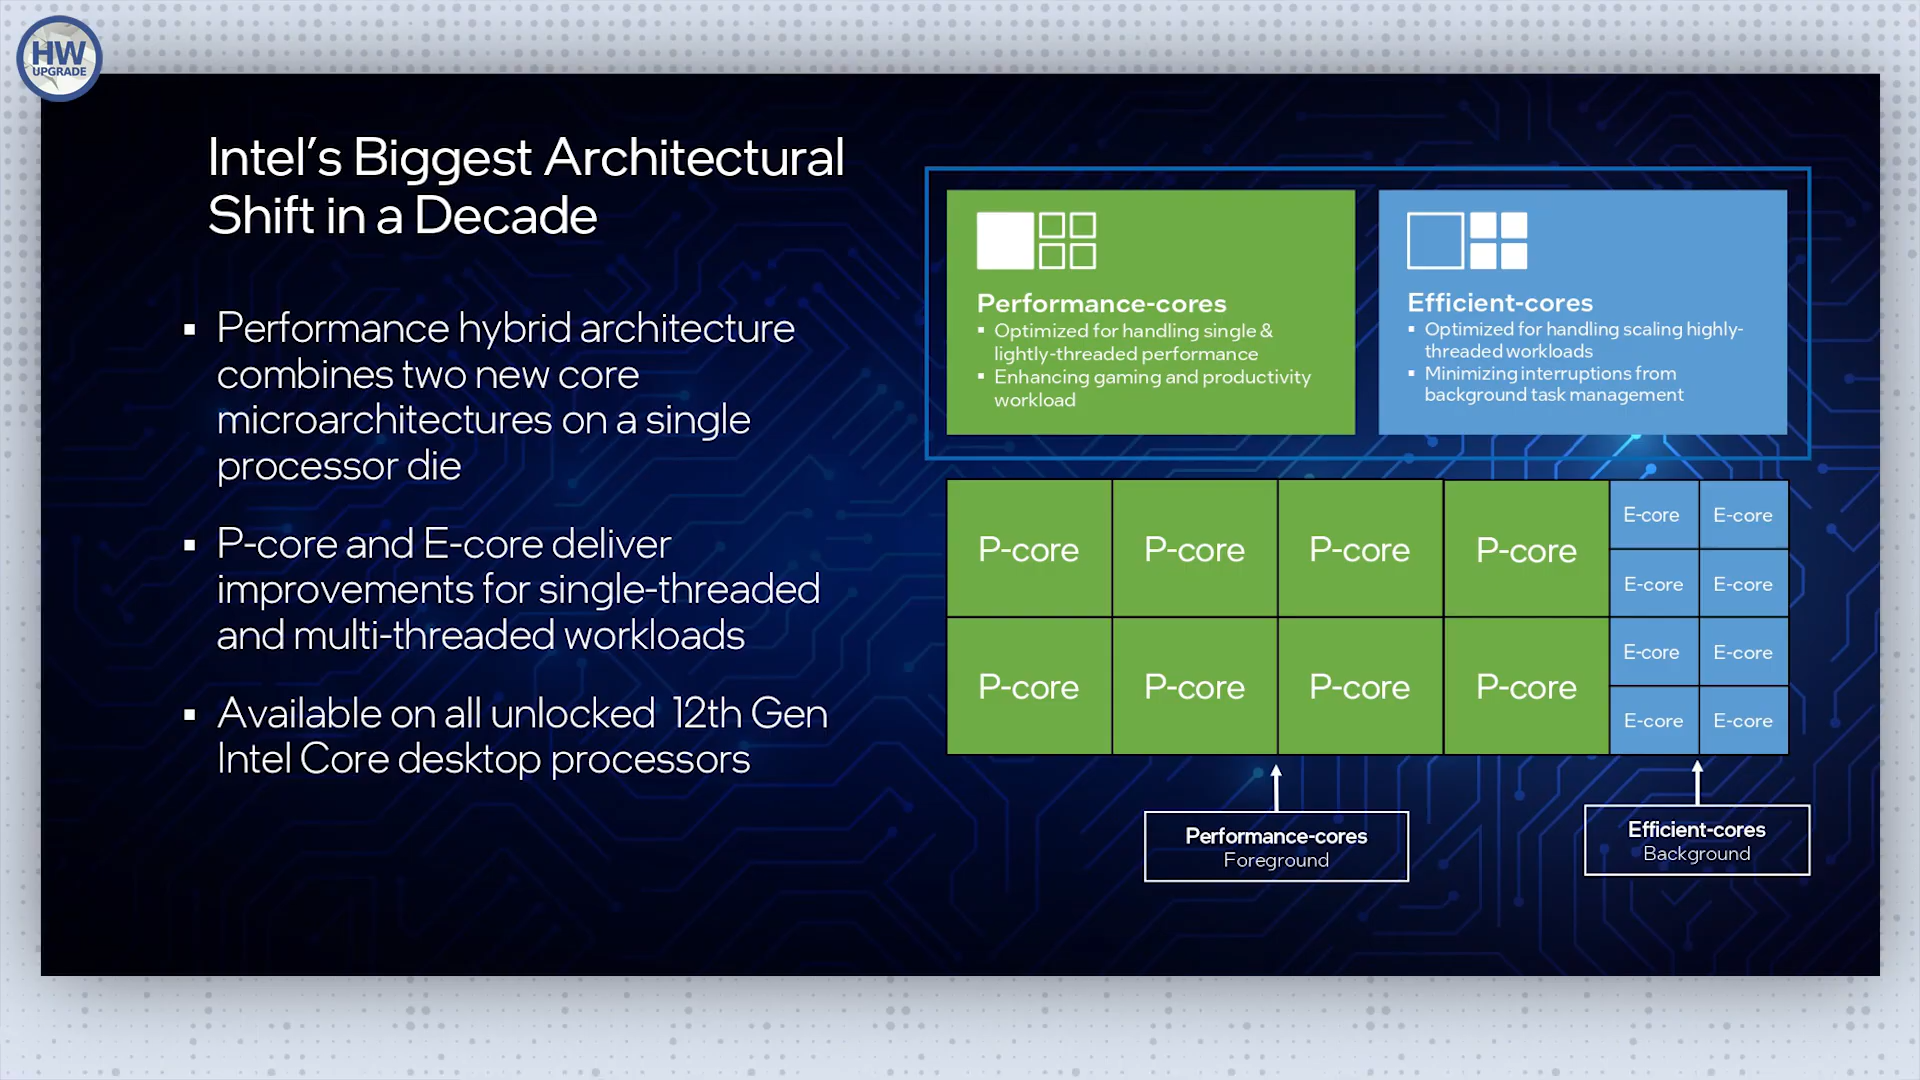 HW
UPGRADE
Intel's Biggest Architectural
Shift in a Decade
▪ Performance hybrid architecture
combines two new core
microarchitectures on a single
processor die
▪ P-core and E-core deliver
improvements for single-threaded
and multi-threaded workloads
▪ Available on all unlocked  12th Gen
Intel Core desktop processors
Performance-cores
▪ Optimized for handling single &
lightly-threaded performance
▪ Enhancing gaming and productivity
workload
Efficient-cores
▪ Optimized for handling scaling highly-
threaded workloads
▪ Minimizing interruptions from
background task management
P-core P-core P-core P-core
E-core E-core
E-core E-core
P-core P-core P-core P-core
E-core E-core
E-core E-core
Performance-cores
Foreground
Efficient-cores
Background